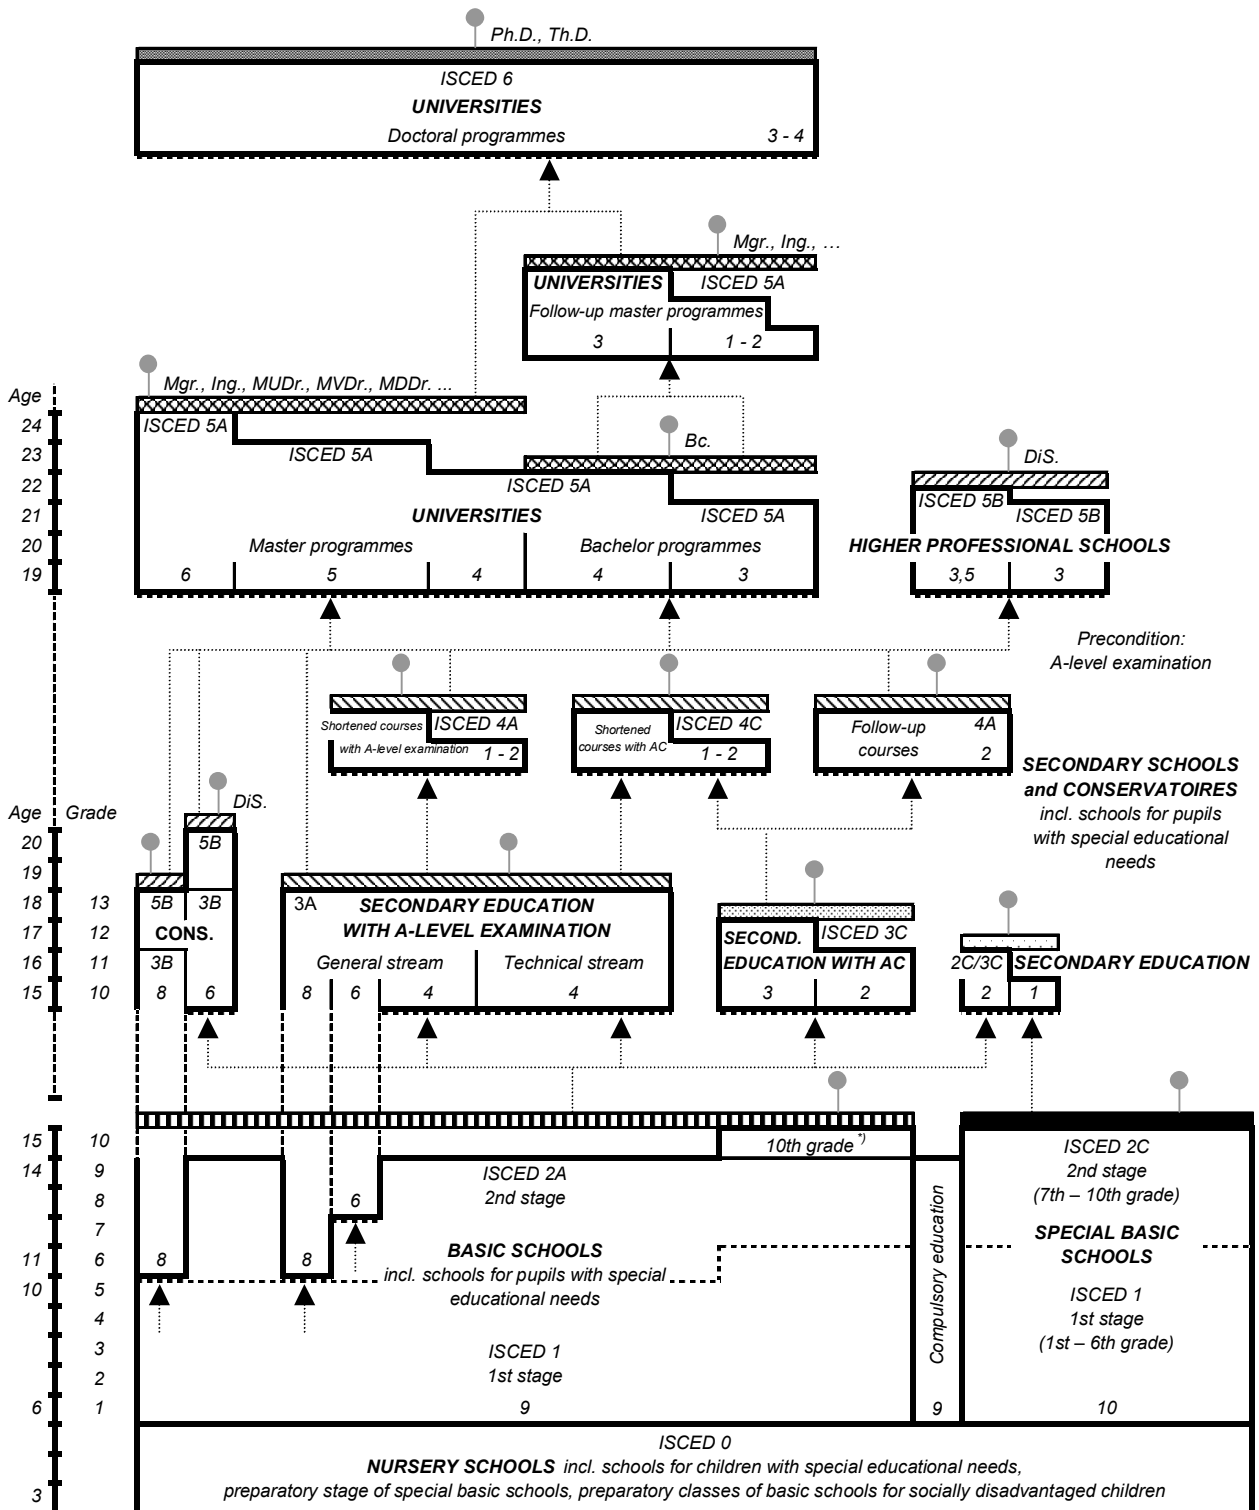 Ph.D., Th.D.
ISCED 6
UNIVERSITIES
Doctoral programmes 3 - 4
Mgr., Ing., …
UNIVERSITIES ISCED 5A
Follow-up master programmes
3 1 - 2
Mgr., Ing., MUDr., MVDr., MDDr. ...
Age
24 ISCED 5A
23 ISCED 5A Bc. DiS.
22 ISCED 5A ISCED 5B
21 UNIVERSITIES ISCED 5A ISCED 5B
20 Master programmes Bachelor programmes HIGHER PROFESSIONAL SCHOOLS
19 6 5 4 4 3 3,5 3
Precondition:
A-level examination
Shortened courses ISCED 4A
with A-level examination 1 - 2
Shortened ISCED 4C
courses with AC 1 - 2
Follow-up 4A
courses 2
SECONDARY SCHOOLS
and CONSERVATOIRES
incl. schools for pupils
with special educational
needs
Age Grade DiS.
20 5B
19
18 13 5B 3B 3A SECONDARY EDUCATION
17 12 CONS. WITH A-LEVEL EXAMINATION SECOND. ISCED 3C
16 11 3B General stream Technical stream EDUCATION WITH AC 2C/3C SECONDARY EDUCATION
15 10 8 6 8 6 4 4 3 2 2 1
15 10 10th grade *) ISCED 2C
14 9 ISCED 2A 2nd stage
8 6 2nd stage (7th – 10th grade)
7
BASIC SCHOOLS SPECIAL BASIC
11 6 8 8 incl. schools for pupils with special SCHOOLS
10 5 educational needs ISCED 1
4 1st stage
3 ISCED 1 (1st – 6th grade)
2 1st stage
Compulsory education
6 1 9 9 10
ISCED 0
NURSERY SCHOOLS incl. schools for children with special educational needs,
3 preparatory stage of special basic schools, preparatory classes of basic schools for socially disadvantaged children